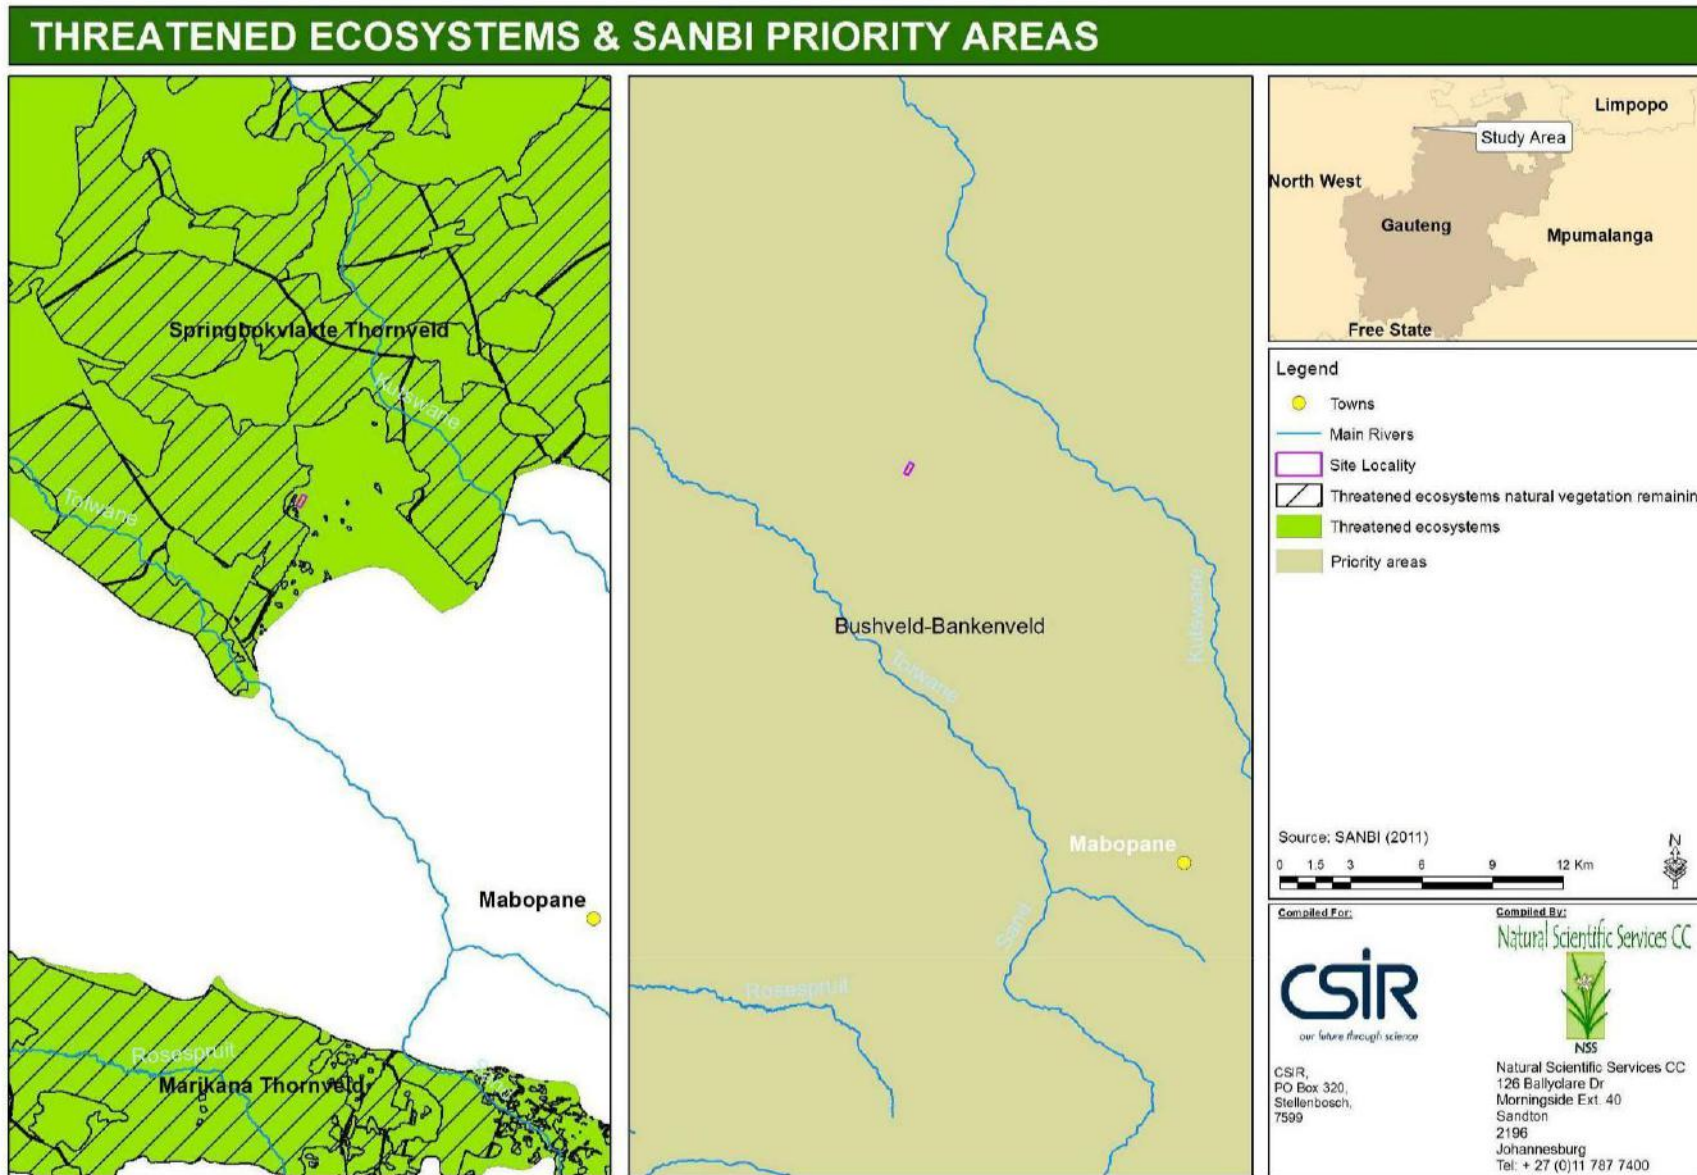 THREATENED ECOSYSTEMS & SANBI PRIORITY AREAS
Springbokvlakte Thornveld
Kutswane
Tolwane
Mabopane
Rosespruit
Marikana Thornveld
Sand
Bushveld-Bankenveld
Kutswane
Tolwane
Mabopane
Sand
Rosespruit
Limpopo
Study Area
North West
Gauteng
Mpumalanga
Free State
Legend
Towns
Main Rivers
Site Locality
Threatened ecosystems natural vegetation remainin
Threatened ecosystems
Priority areas
Source: SANBI (2011)
N
0 1.5 3 6 9 12 Km
Compiled For:
CSIR
our future through science
CSIR,
PO Box 320,
Stellenbosch,
7599
Compiled By:
Natural Scientific Services CC
NSS
Natural Scientific Services CC
126 Ballyclare Dr
Morningside Ext. 40
Sandton
2196
Johannesburg
Tel: + 27 (0)11 787 7400